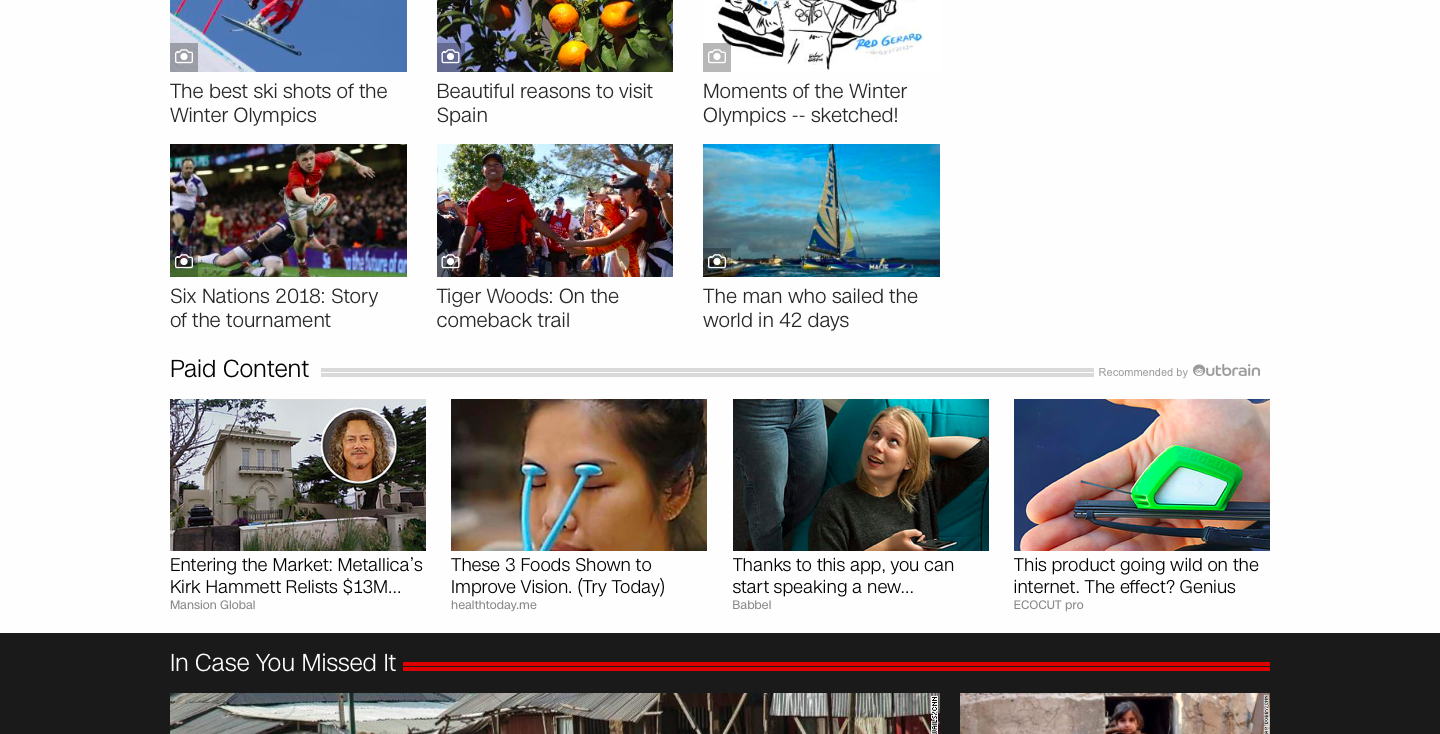 RED GERARD
The best ski shots of the
Winter Olympics
Beautiful reasons to visit
Spain
Moments of the Winter
Olympics -- sketched!
Six Nations 2018: Story
of the tournament
Tiger Woods: On the
comeback trail
The man who sailed the
world in 42 days
Paid Content
Recommended by Outbrain
Entering the Market: Metallica’s
Kirk Hammett Relists $13M...
Mansion Global
These 3 Foods Shown to
Improve Vision. (Try Today)
healthtoday.me
Thanks to this app, you can
start speaking a new...
Babbel
This product going wild on the
internet. The effect? Genius
ECOCUT pro
In Case You Missed It